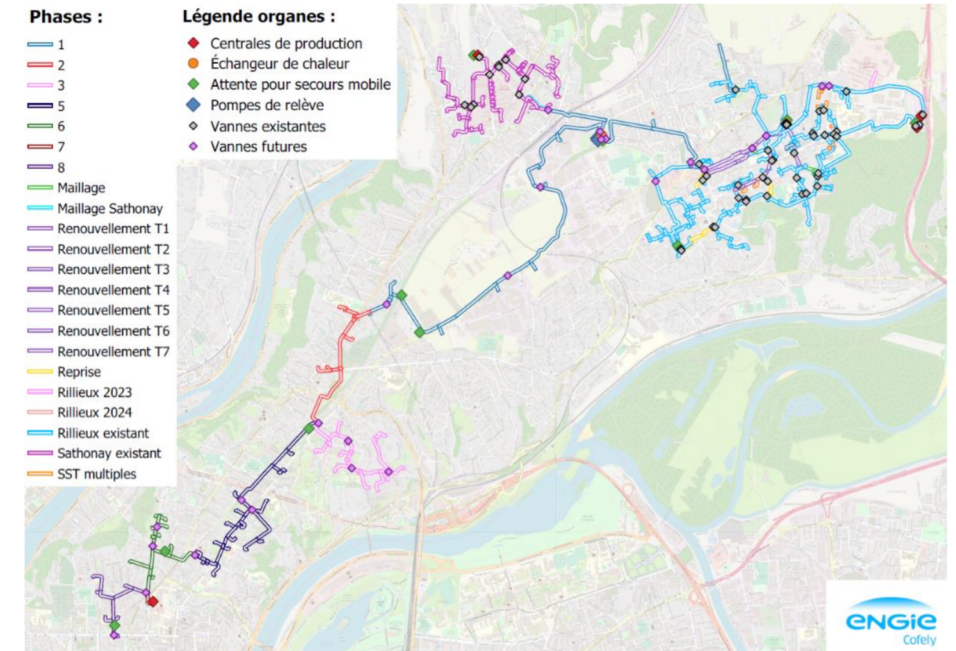 Phases :
1
2
3
5
6
7
8
Maillage
Maillage Sathonay
Renouvellement T1
Renouvellement T2
Renouvellement T3
Renouvellement T4
Renouvellement T5
Renouvellement T6
Renouvellement T7
Reprise
Rillieux 2023
Rillieux 2024
Rillieux existant
Sathonay existant
SST multiples
Légende organes :
Centrales de production
Échangeur de chaleur
Attente pour secours mobile
Pompes de relève
Vannes existantes
Vannes futures
ENGIE
Cofely